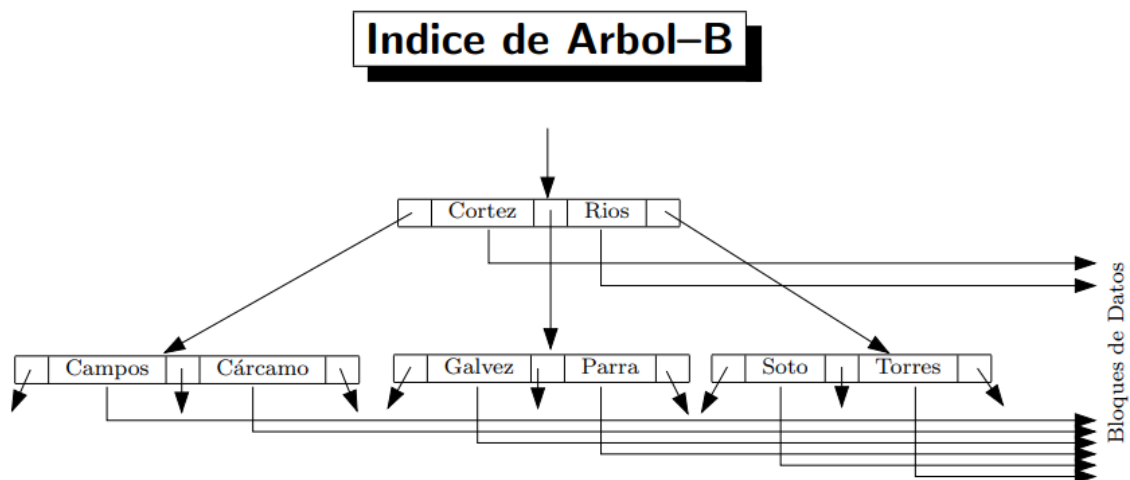 Indice de Arbol–B
Cortez Rios
Bloques de Datos
Campos Cárcamo Galvez Parra Soto Torres